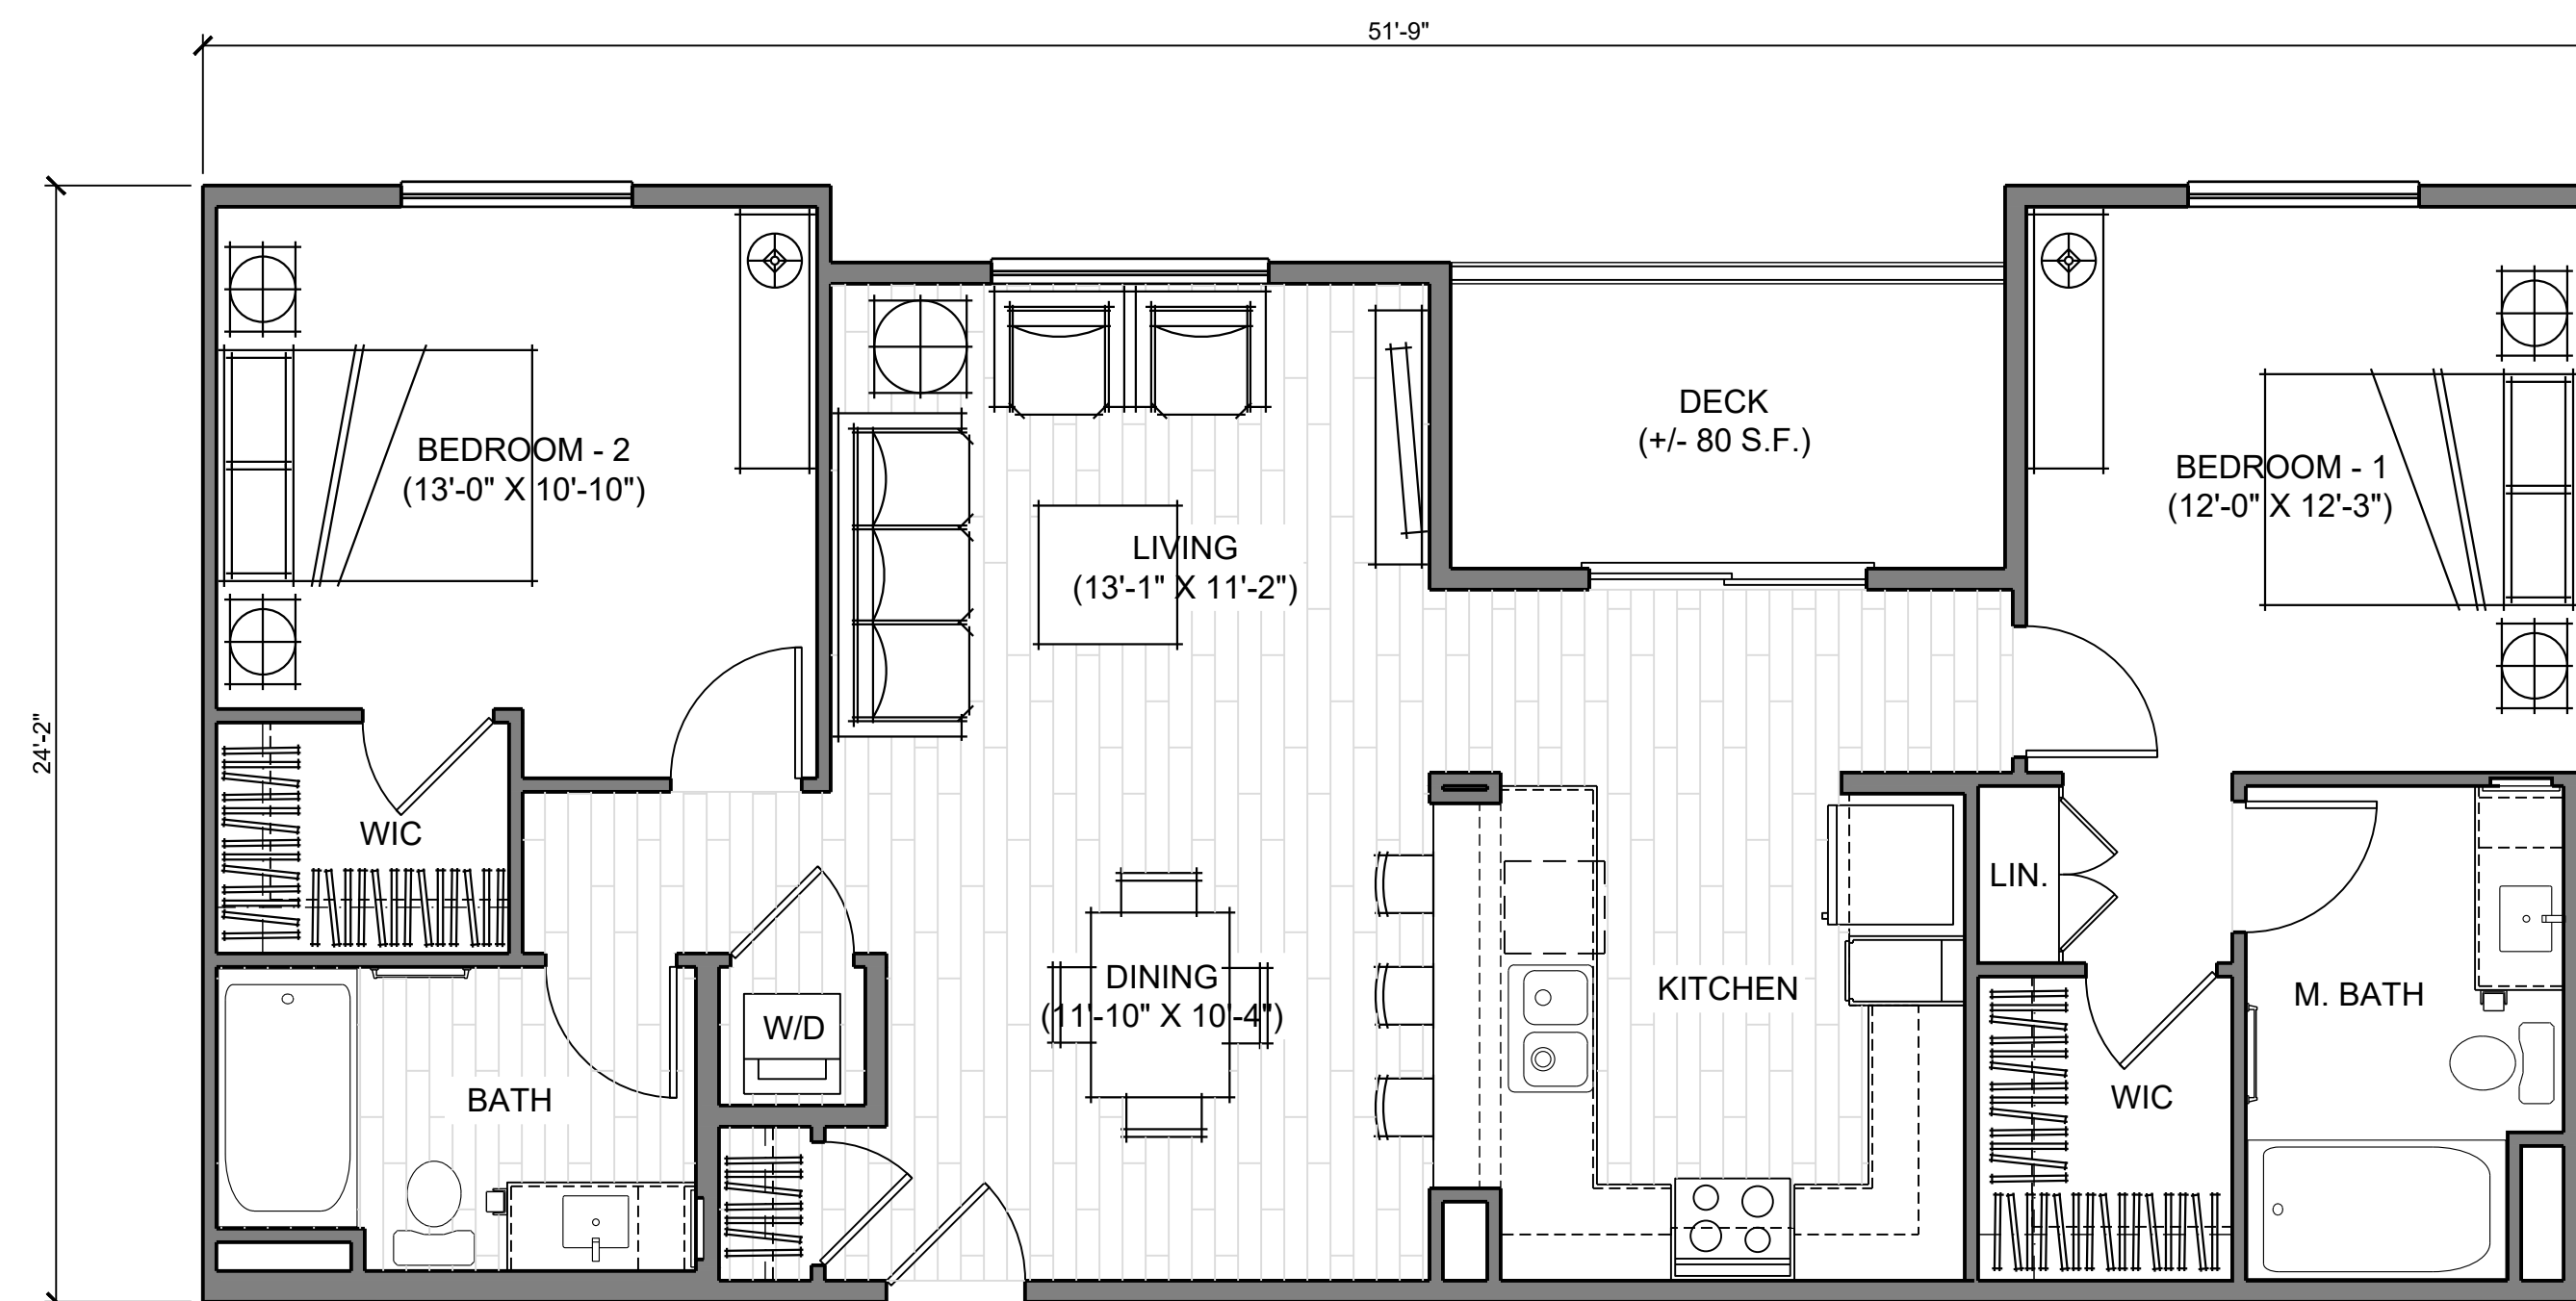 51'-9"
24'-2"
BEDROOM - 2
(13'-0" X 10'-10")
DECK
(+/- 80 S.F.)
BEDROOM - 1
(12'-0" X 12'-3")
LIVING
(13'-1" X 11'-2")
WIC
LIN.
DINING
(11'-10" X 10'-4")
KITCHEN
M. BATH
W/D
BATH
WIC